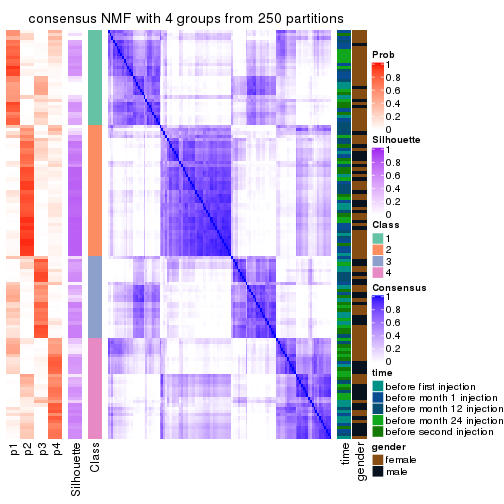 consensus NMF with 4 groups from 250 partitions
p1
p2
p3
p4
Silhouette
Class
time
gender
Prob
1
0.8
0.6
0.4
0.2
0
Silhouette
1
0.8
0.6
0.4
0.2
0
Class
1
2
3
4
Consensus
1
0.8
0.6
0.4
0.2
0
time
before first injection
before month 1 injection
before month 12 injection
before month 24 injection
before second injection
gender
female
male